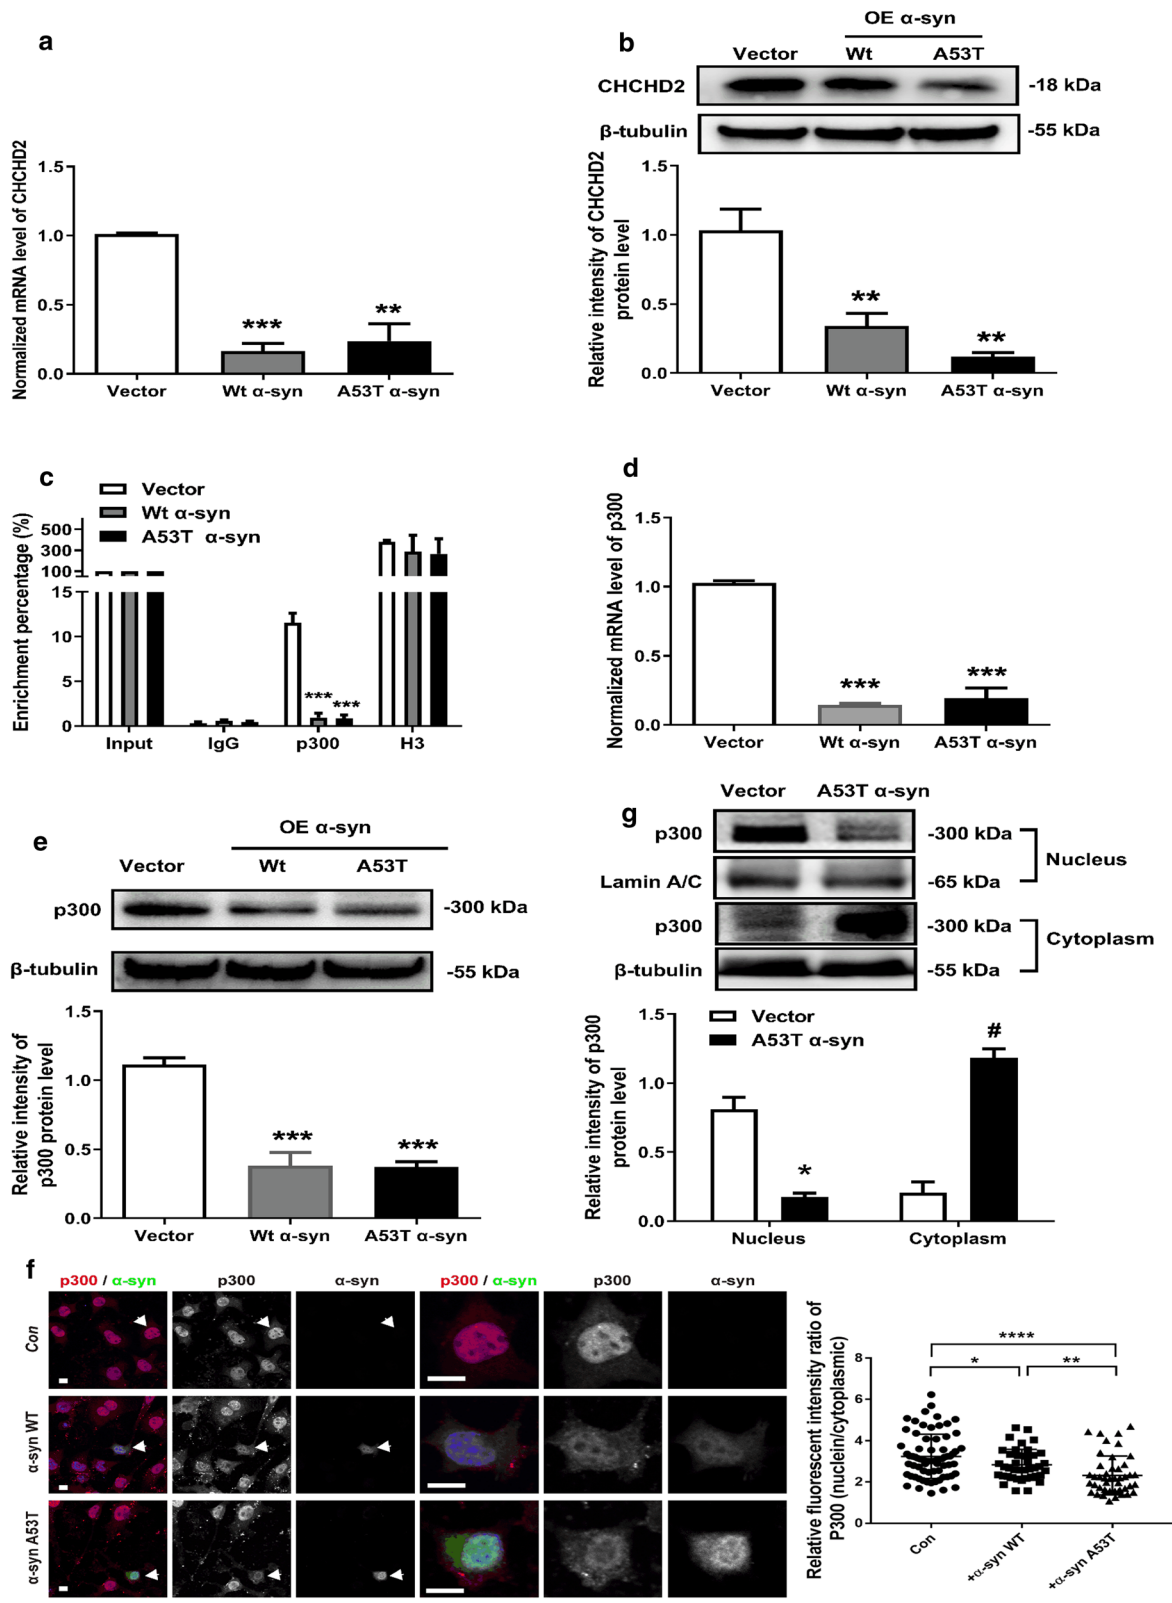 a
Normalized mRNA level of CHCHD2
1.5
1.0
0.5
0.0
***
**
Vector
Wt α-syn
A53T α-syn
b
OE α-syn
Vector
Wt
A53T
CHCHD2
-18 kDa
β-tubulin
-55 kDa
Relative intensity of CHCHD2
protein level
1.5
1.0
0.5
0.0
**
**
Vector
Wt α-syn
A53T α-syn
c
Vector
Wt α-syn
A53T α-syn
Enrichment percentage (%)
500
300
100
15
10
5
0
***
***
Input
IgG
p300
H3
d
Normalized mRNA level of p300
1.5
1.0
0.5
0.0
***
***
Vector
Wt α-syn
A53T α-syn
e
OE α-syn
Vector
Wt
A53T
p300
-300 kDa
β-tubulin
-55 kDa
Relative intensity of
p300 protein level
1.5
1.0
0.5
0.0
***
***
Vector
Wt α-syn
A53T α-syn
g
Vector
A53T α-syn
p300
-300 kDa
Nucleus
Lamin A/C
-65 kDa
p300
-300 kDa
Cytoplasm
β-tubulin
-55 kDa
Vector
A53T α-syn
Relative intensity of p300
protein level
1.5
1.0
0.5
0.0
*
#
Nucleus
Cytoplasm
f
p300 / α-syn
p300
α-syn
p300 / α-syn
p300
α-syn
Con
α-syn WT
α-syn A53T
Relative fluorescent intensity ratio of
P300 (nuclein/cytoplasmic)
8
6
4
2
0
****
*
**
Con
+α-syn WT
+α-syn A53T